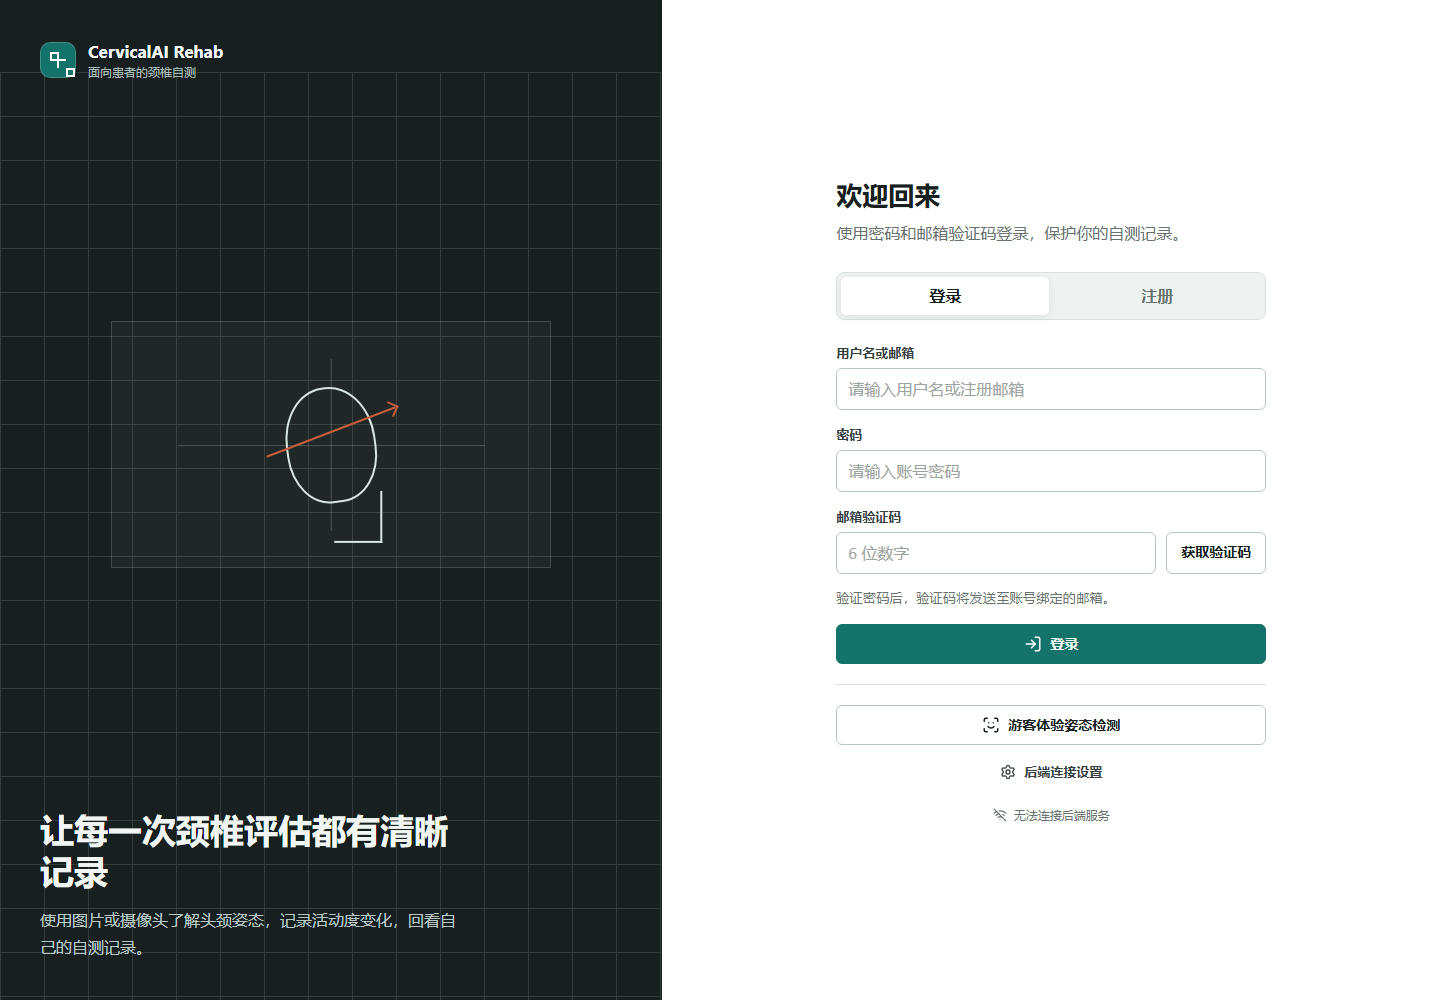 CervicalAI Rehab
面向患者的颈椎自测
让每一次颈椎评估都有清晰
记录
使用图片或摄像头了解头颈姿态，记录活动度变化，回看自
己的自测记录。
欢迎回来
使用密码和邮箱验证码登录，保护你的自测记录。
登录
注册
用户名或邮箱
请输入用户名或注册邮箱
密码
请输入账号密码
邮箱验证码
6 位数字
获取验证码
验证密码后，验证码将发送至账号绑定的邮箱。
登录
游客体验姿态检测
后端连接设置
无法连接后端服务